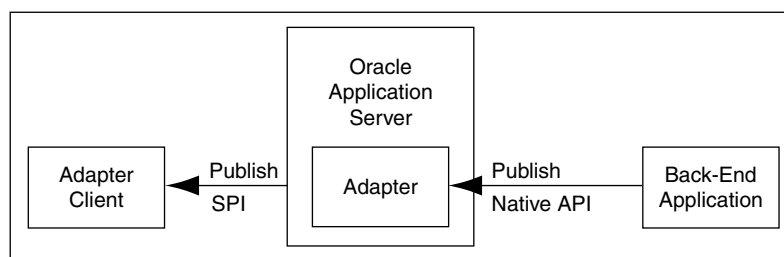 Oracle
Application
Server
Adapter
Client
Publish
SPI
Adapter
Publish
Native API
Back-End
Application